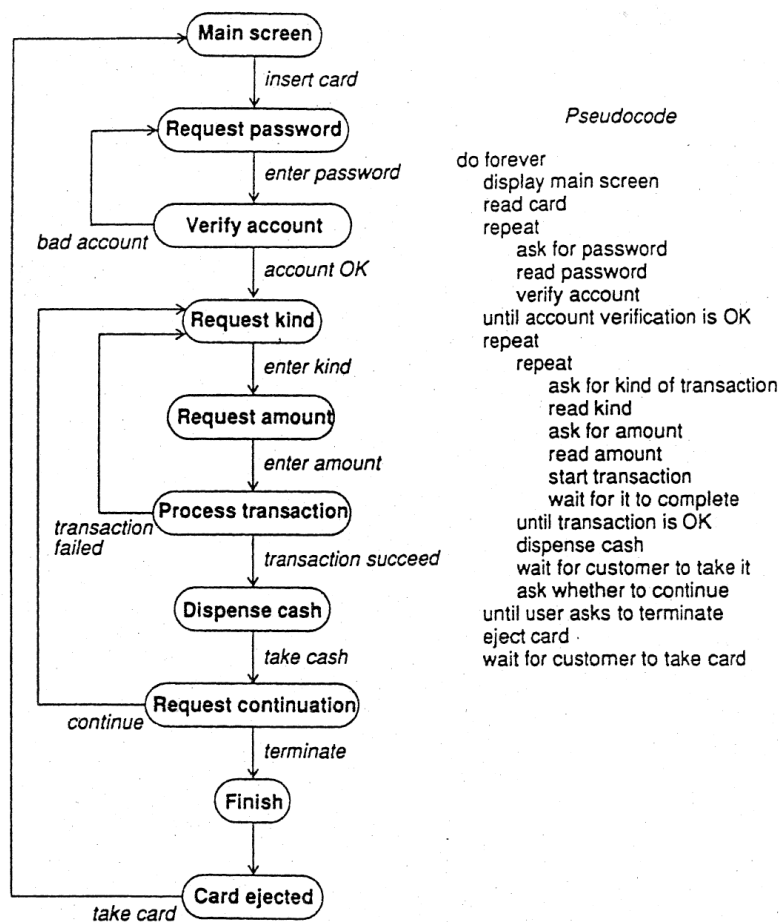 Main screen
insert card
Request password
enter password
Verify account
bad account
account OK
Request kind
enter kind
Request amount
enter amount
Process transaction
transaction
failed
transaction succeed
Dispense cash
take cash
Request continuation
continue
terminate
Finish
Card ejected
take card
Pseudocode
do forever
display main screen
read card
repeat
ask for password
read password
verify account
until account verification is OK
repeat
repeat
ask for kind of transaction
read kind
ask for amount
read amount
start transaction
wait for it to complete
until transaction is OK
dispense cash
wait for customer to take it
ask whether to continue
until user asks to terminate
eject card
wait for customer to take card